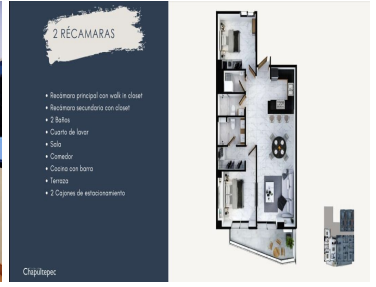 2 RÉCAMARAS
• Recámara principal con walk in closet
• Recámara secundaria con closet
• 2 Baños
• Cuarto de lavar
• Sala
• Comedor
• Cocina con barra
• Terraza
• 2 Cajones de estacionamiento
Chapultepec